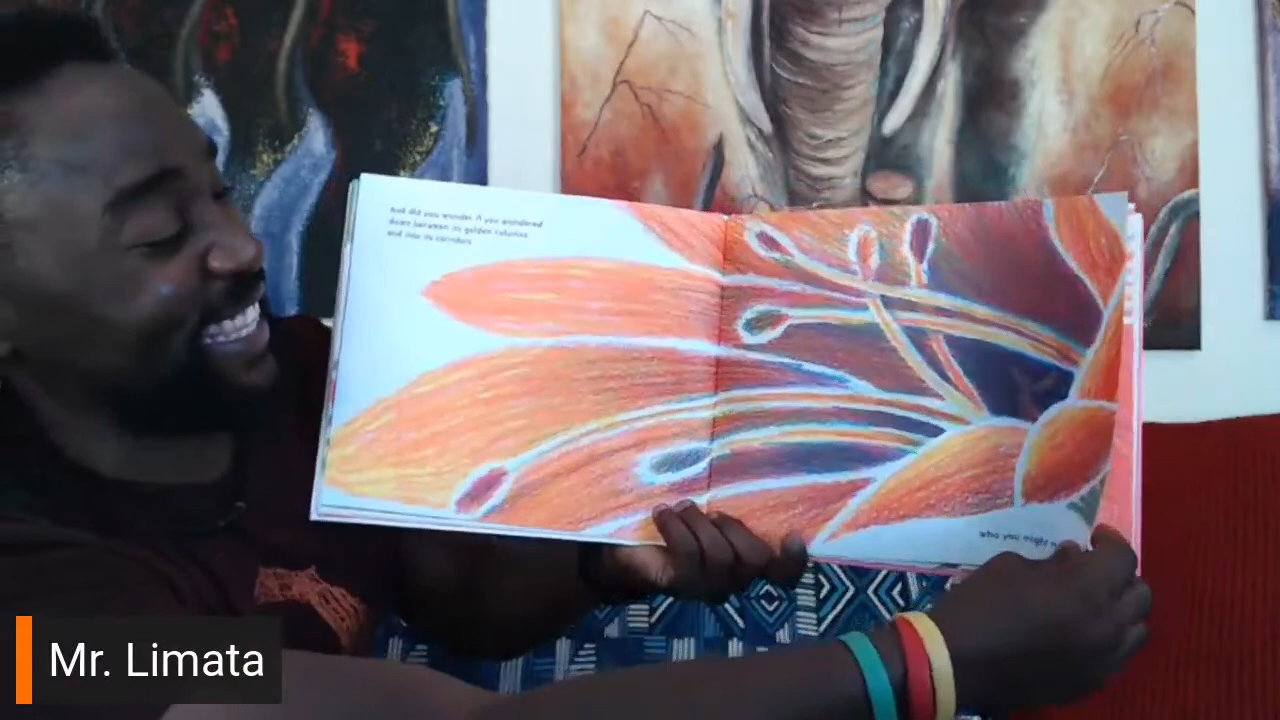 And did you wonder if you wandered
down between its golden columns
and into its corridors
who you might
Mr. Limata